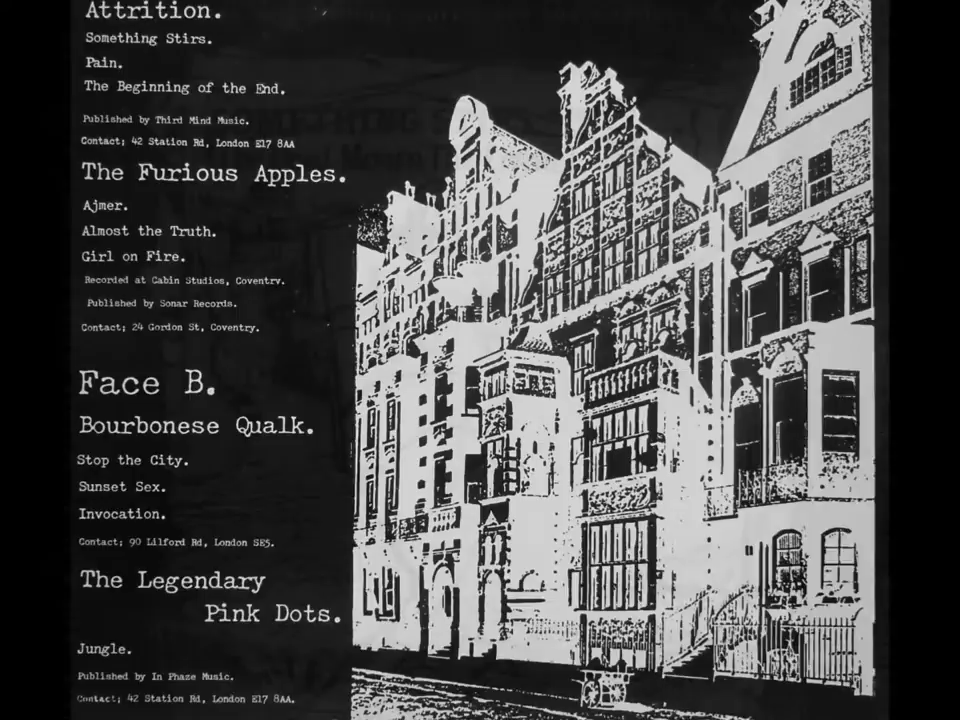 Attrition.
Something Stirs.
Pain.
The Beginning of the End.
Published by Third Mind Music.
Contact; 42 Station Rd, London E17 8AA
The Furious Apples.
Ajmer.
Almost the Truth.
Girl on Fire.
Recorded at Cabin Studios, Coventry.
Published by Sonar Records.
Contact; 24 Gordon St, Coventry.
Face B.
Bourbonese Qualk.
Stop the City.
Sunset Sex.
Invocation.
Contact; 90 Lilford Rd, London SE5.
The Legendary
Pink Dots.
Jungle.
Published by In Phaze Music.
Contact; 42 Station Rd, London E17 8AA.